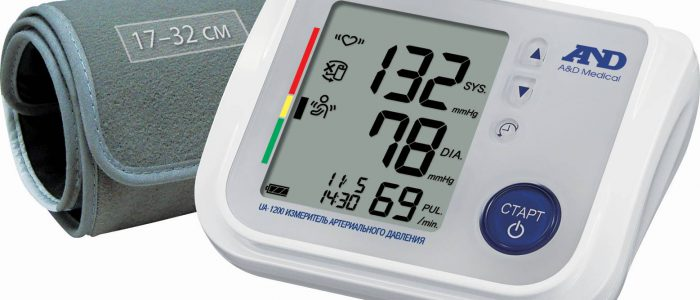 17-32 СМ
132 SYS.
mmHg
78 DIA.
mmHg
11/5
14:30
69 PUL.
/min.
UA-1200 ИЗМЕРИТЕЛЬ АРТЕРИАЛЬНОГО ДАВЛЕНИЯ
AND
A&D Medical
СТАРТ